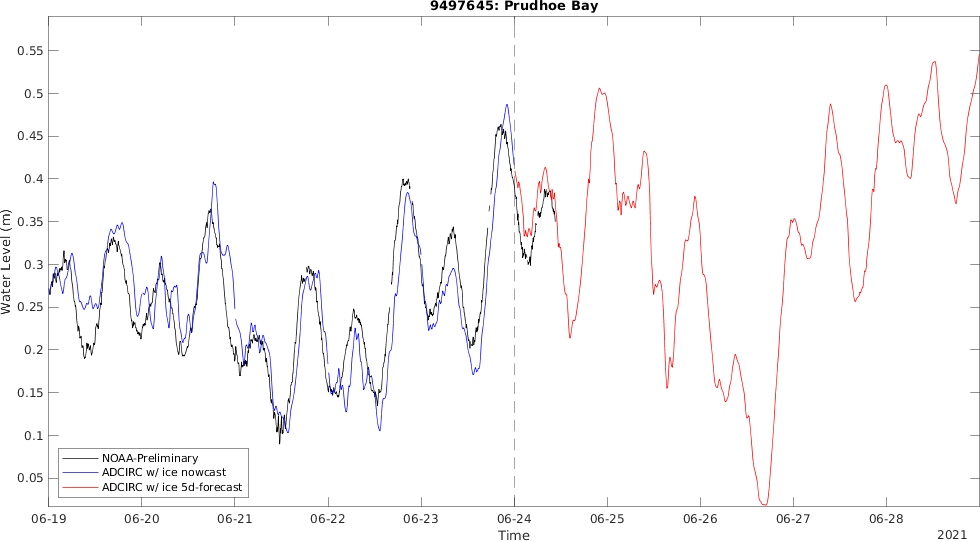 9497645: Prudhoe Bay
Water Level (m)
0.55
0.5
0.45
0.4
0.35
0.3
0.25
0.2
0.15
0.1
0.05
NOAA-Preliminary
ADCIRC w/ ice nowcast
ADCIRC w/ ice 5d-forecast
06-19 06-20 06-21 06-22 06-23 06-24 06-25 06-26 06-27 06-28
Time
2021